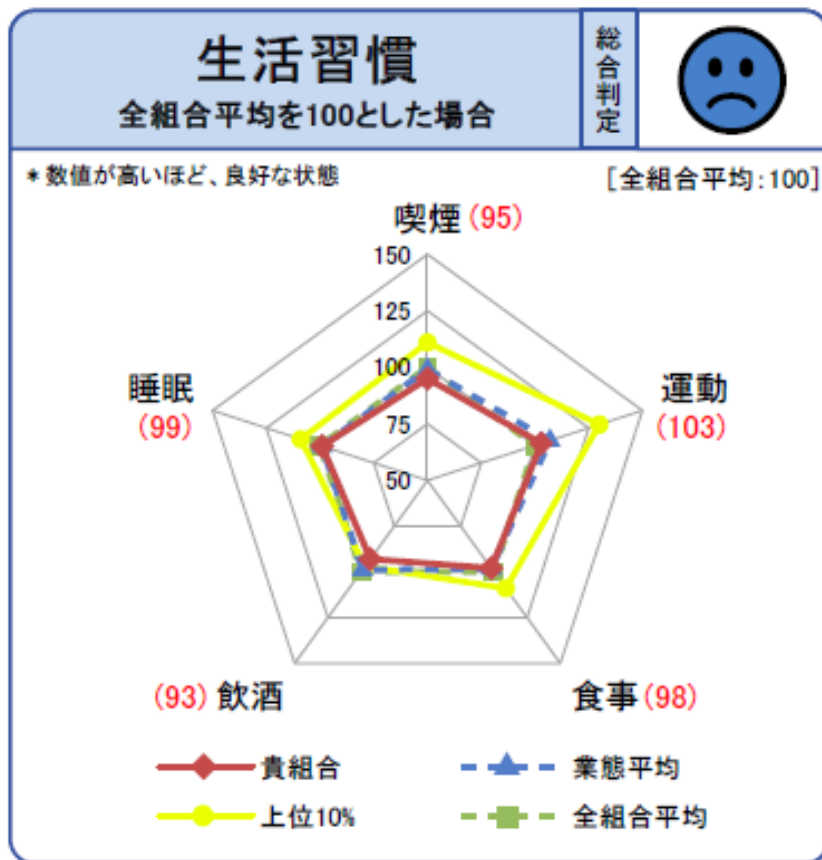 生活習慣
全組合平均を100とした場合
総合判定
*数値が高いほど、良好な状態
[全組合平均:100]
喫煙(95)
150
125
100
75
50
睡眠
(99)
運動
(103)
(93)飲酒
食事(98)
貴組合
業態平均
上位10%
全組合平均